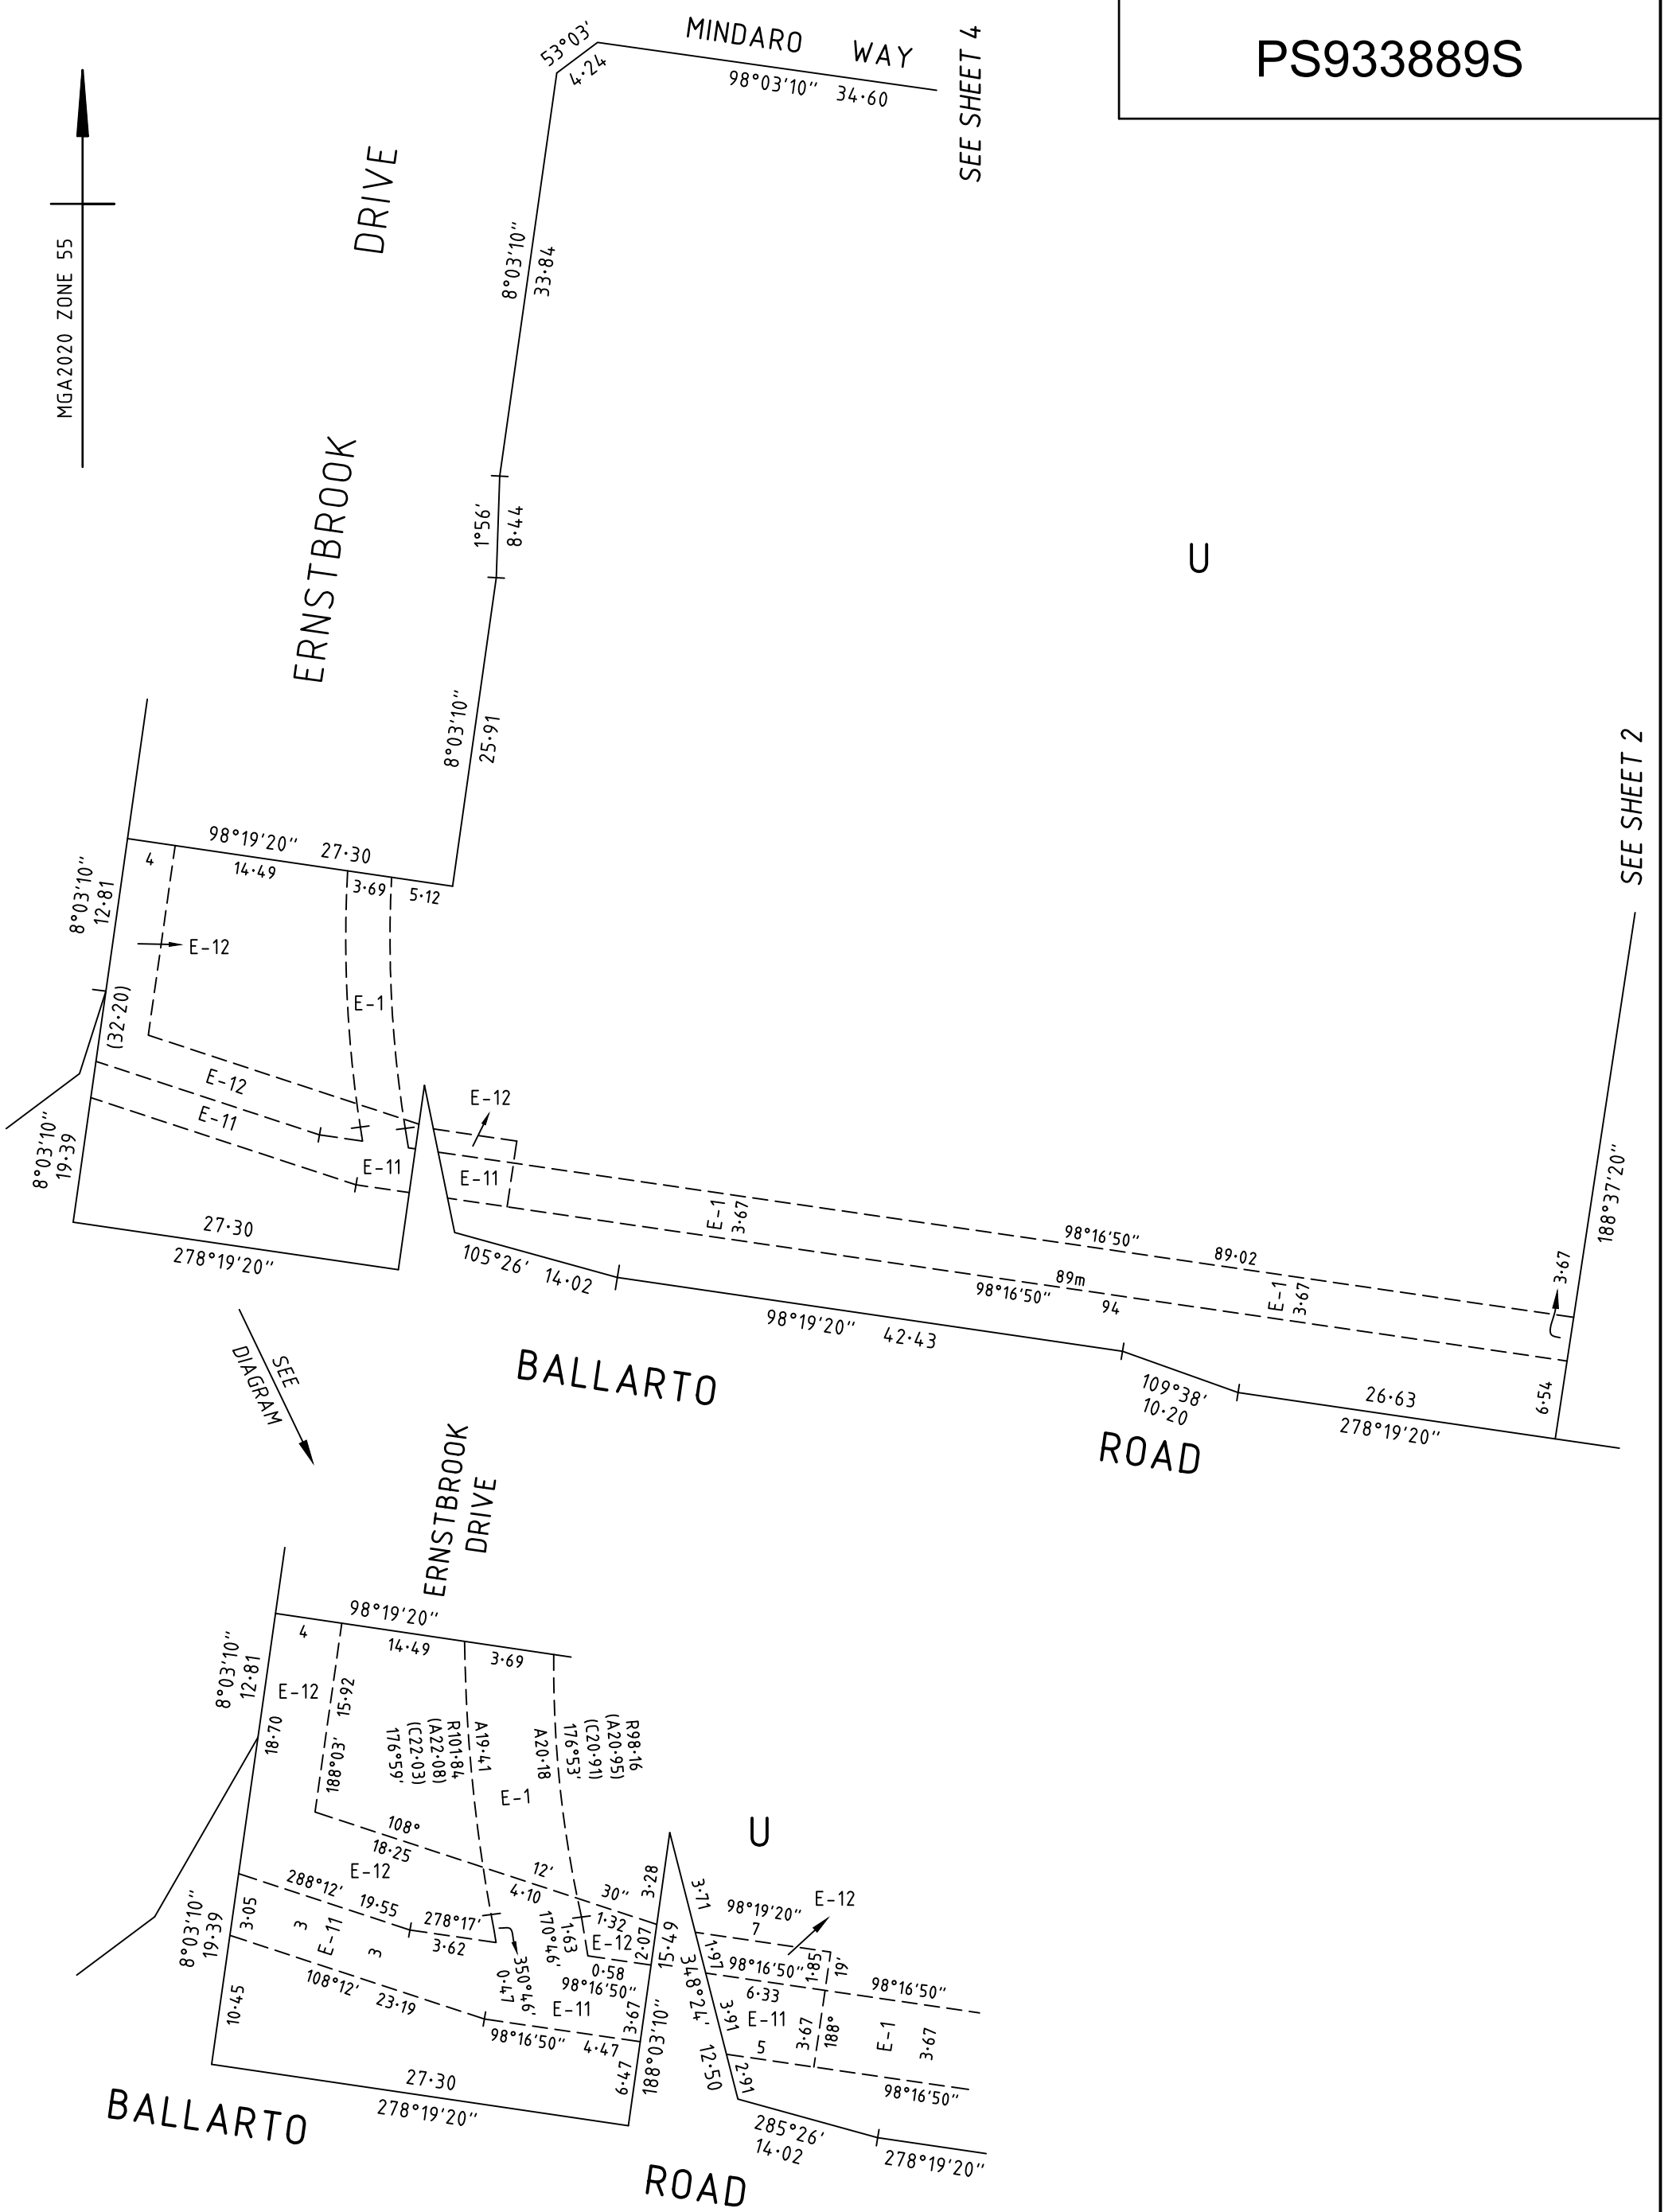 PS933889S
MINDARO WAY
53°03'
4·24
98°03'10" 34·60
SEE SHEET 4
MGA2020 ZONE 55
DRIVE
ERNSTBROOK
8°03'10"
33·84
1°56'
8·44
U
8°03'10"
25·91
SEE SHEET 2
98°19'20" 27·30
4
14·49
3·69
5·12
8°03'10"
12·81
E-12
(32·20)
E-1
E-12
E-11
E-12
E-11
E-11
8°03'10"
19·39
27·30
278°19'20"
E-1
3·67
98°16'50" 89·02
89m
98°16'50" 94
E-1
3·67
3·67
188°37'20"
6·54
105°26' 14·02
98°19'20" 42·43
109°38'
10·20
26·63
278°19'20"
BALLARTO
ROAD
SEE
DIAGRAM
ERNSTBROOK
DRIVE
98°19'20"
4
14·49
3·69
8°03'10"
12·81
E-12
188°03' 15·92
18·70
176°59'
(C22·03)
(A22·08)
R101·84
A19·41
A20·18
176°53'
(C20·91)
(A20·95)
R98·16
E-1
U
108° 12' 30"
18·25
4·10
1·32
E-12
288°12' 19·55
278°17'
3·62
3·05
3
E-11
3
8°03'10"
19·39
10·45
108°12' 23·19
170°46'
1·63
E-12
0·58
98°16'50"
350°46'
0·47
E-11
98°16'50" 4·47
3·28
2·07
15·49
3·67
188°03'10"
6·47
3·71
1·97
348°24' 12·50
3·91
2·91
98°19'20"
7
E-12
98°16'50"
6·33
1·85
19'
98°16'50"
E-11
5
3·67
188°
E-1
3·67
98°16'50"
27·30
278°19'20"
285°26'
14·02
278°19'20"
BALLARTO
ROAD